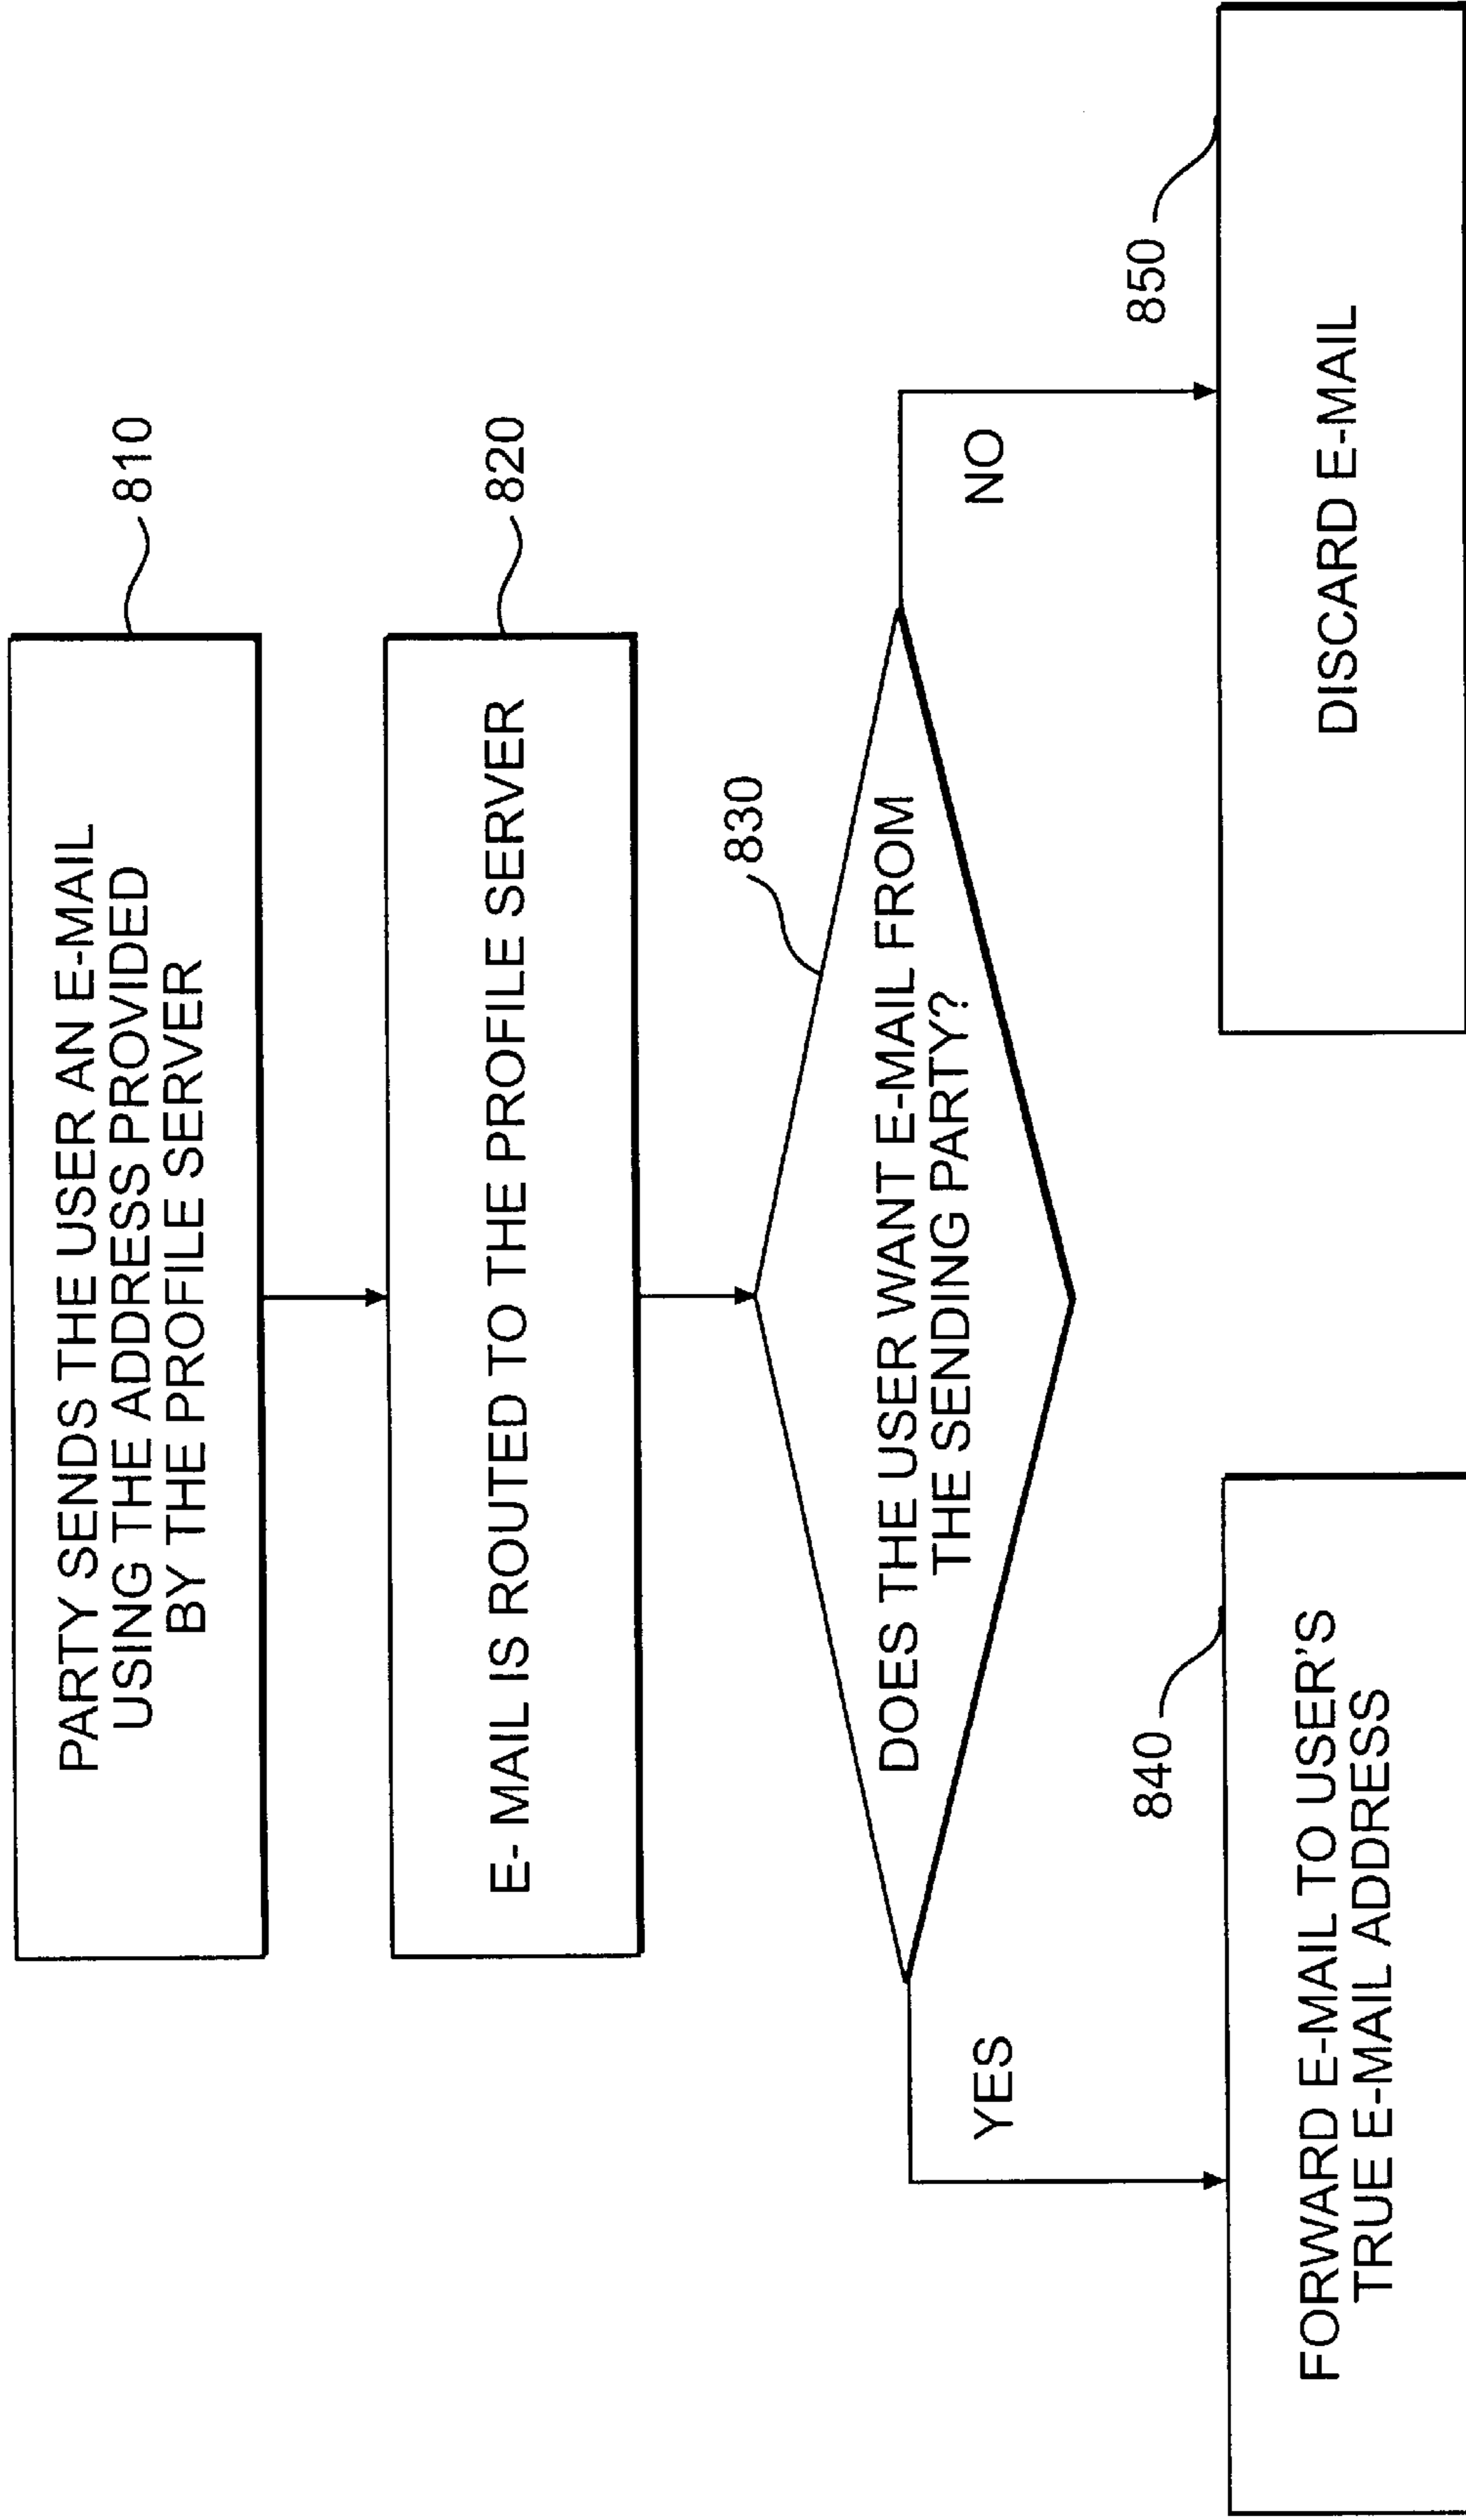 PARTY SENDS THE USER AN E-MAIL
USING THE ADDRESS PROVIDED
BY THE PROFILE SERVER
810
E- MAIL IS ROUTED TO THE PROFILE SERVER
820
830
DOES THE USER WANT E-MAIL FROM
THE SENDING PARTY?
YES
NO
840
FORWARD E-MAIL TO USER'S
TRUE E-MAIL ADDRESS
850
DISCARD E-MAIL